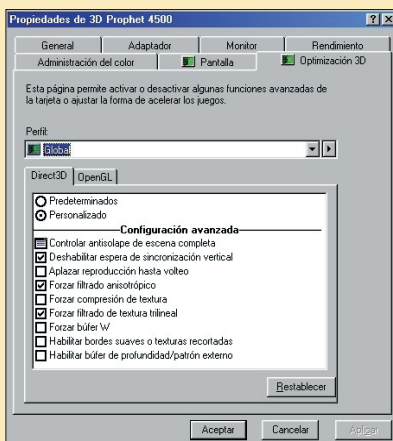 Propiedades de 3D Prophet 4500
General Adaptador Monitor Rendimiento
Administración del color Pantalla Optimización 3D
Esta página permite activar o desactivar algunas funciones avanzadas de
la tarjeta o ajustar la forma de acelerar los juegos.
Perfil:
Global
Direct3D OpenGL
Predeterminados
Personalizado
Configuración avanzada
Controlar antisolape de escena completa
Deshabilitar espera de sincronización vertical
Aplazar reproducción hasta volteo
Forzar filtrado anisotrópico
Forzar compresión de textura
Forzar filtrado de textura trilineal
Forzar búfer W
Habilitar bordes suaves o texturas recortadas
Habilitar búfer de profundidad/patrón externo
Restablecer
Aceptar Cancelar Aplicar